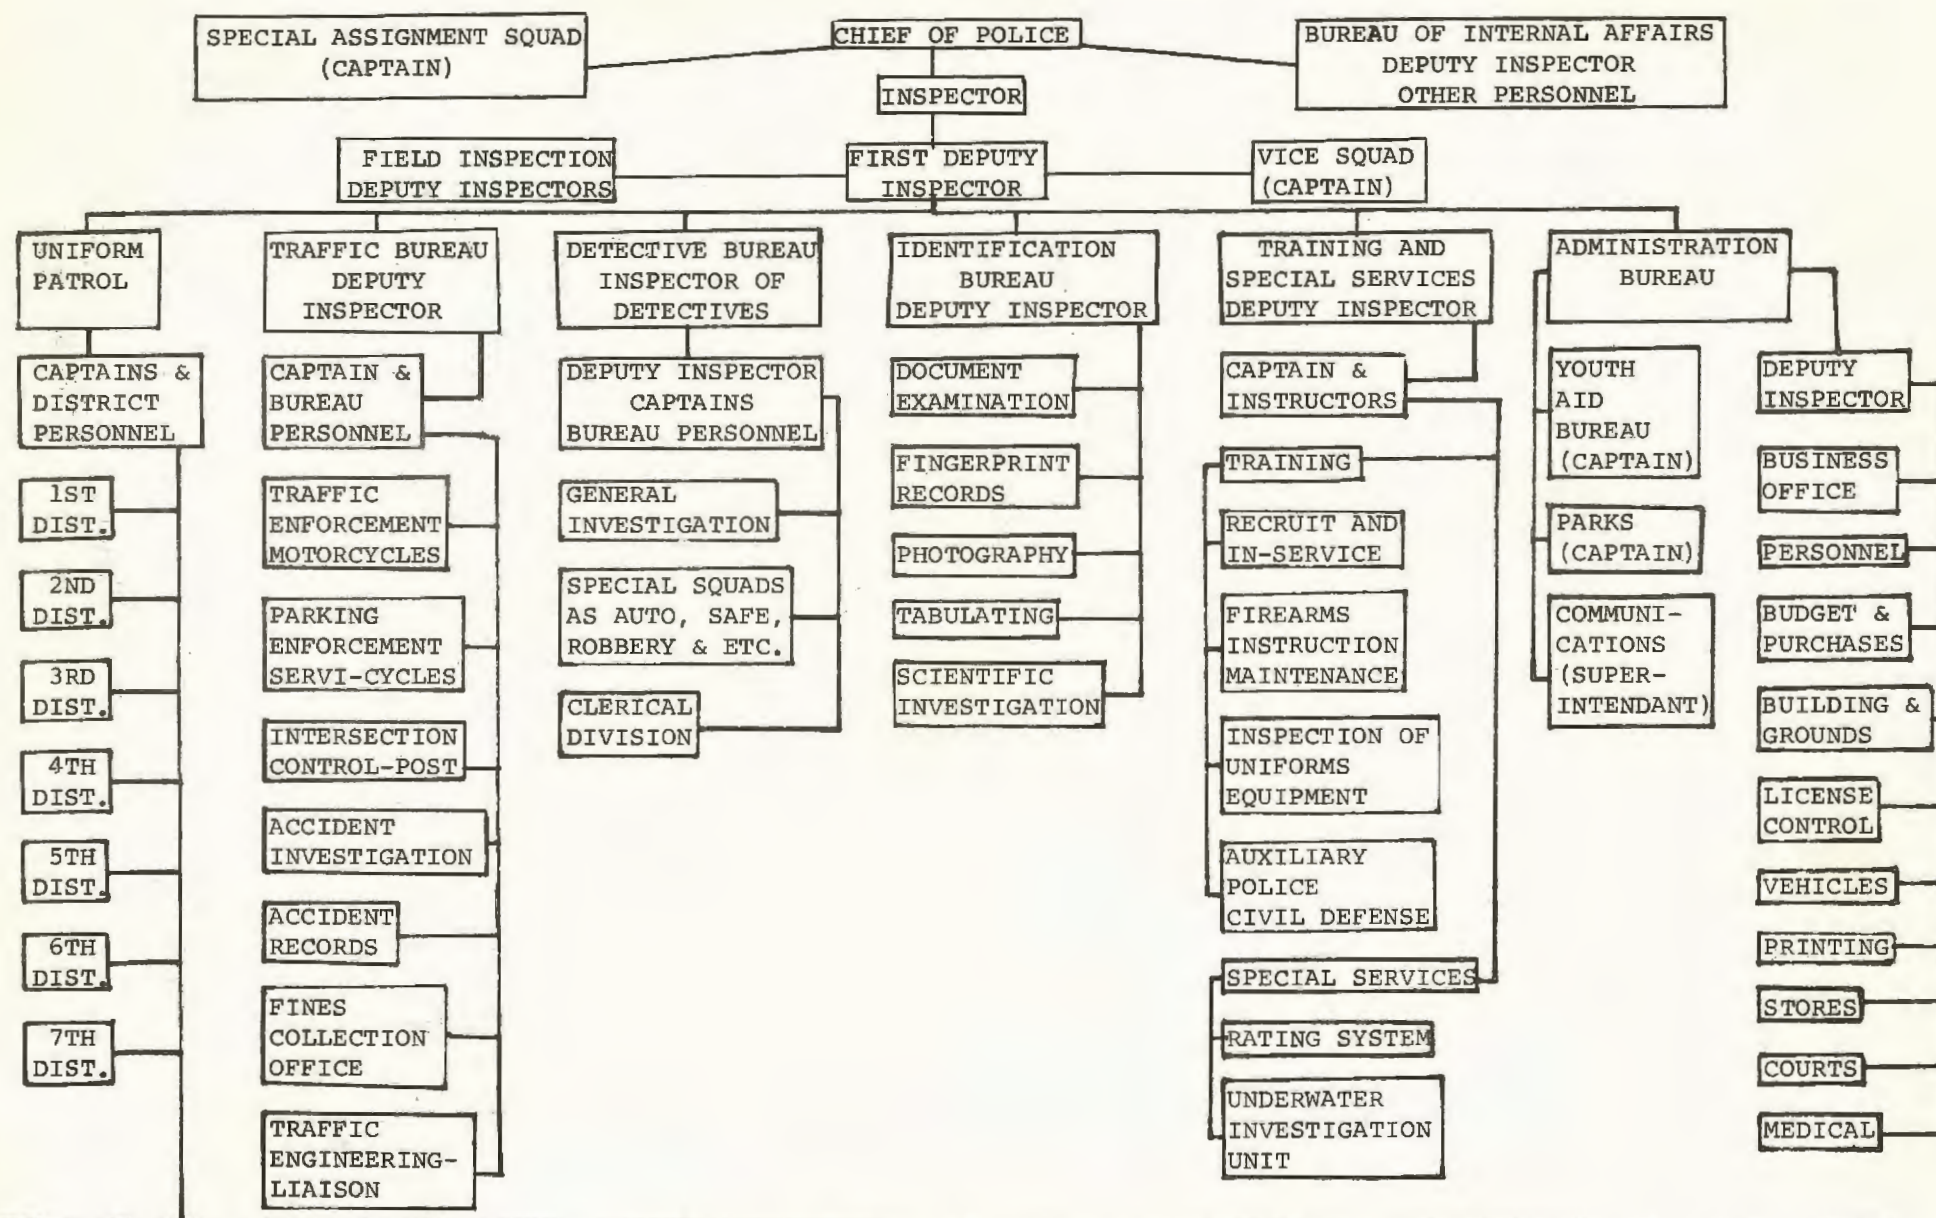 SPECIAL ASSIGNMENT SQUAD
(CAPTAIN)
CHIEF OF POLICE
BUREAU OF INTERNAL AFFAIRS
DEPUTY INSPECTOR
OTHER PERSONNEL
INSPECTOR
FIELD INSPECTION
DEPUTY INSPECTORS
FIRST DEPUTY
INSPECTOR
VICE SQUAD
(CAPTAIN)
UNIFORM
PATROL
CAPTAINS &
DISTRICT
PERSONNEL
1ST
DIST.
2ND
DIST.
3RD
DIST.
4TH
DIST.
5TH
DIST.
6TH
DIST.
7TH
DIST.
TRAFFIC BUREAU
DEPUTY
INSPECTOR
CAPTAIN &
BUREAU
PERSONNEL
TRAFFIC
ENFORCEMENT
MOTORCYCLES
PARKING
ENFORCEMENT
SERVI-CYCLES
INTERSECTION
CONTROL-POST
ACCIDENT
INVESTIGATION
ACCIDENT
RECORDS
FINES
COLLECTION
OFFICE
TRAFFIC
ENGINEERING-
LIAISON
DETECTIVE BUREAU
INSPECTOR OF
DETECTIVES
DEPUTY INSPECTOR
CAPTAINS
BUREAU PERSONNEL
GENERAL
INVESTIGATION
SPECIAL SQUADS
AS AUTO, SAFE,
ROBBERY & ETC.
CLERICAL
DIVISION
IDENTIFICATION
BUREAU
DEPUTY INSPECTOR
DOCUMENT
EXAMINATION
FINGERPRINT
RECORDS
PHOTOGRAPHY
TABULATING
SCIENTIFIC
INVESTIGATION
TRAINING AND
SPECIAL SERVICES
DEPUTY INSPECTOR
CAPTAIN &
INSTRUCTORS
TRAINING
RECRUIT AND
IN-SERVICE
FIREARMS
INSTRUCTION
MAINTENANCE
INSPECTION OF
UNIFORMS
EQUIPMENT
AUXILIARY
POLICE
CIVIL DEFENSE
SPECIAL SERVICES
RATING SYSTEM
UNDERWATER
INVESTIGATION
UNIT
ADMINISTRATION
BUREAU
YOUTH
AID
BUREAU
(CAPTAIN)
PARKS
(CAPTAIN)
COMMUNI-
CATIONS
(SUPER-
INTENDANT)
DEPUTY
INSPECTOR
BUSINESS
OFFICE
PERSONNEL
BUDGET &
PURCHASES
BUILDING &
GROUNDS
LICENSE
CONTROL
VEHICLES
PRINTING
STORES
COURTS
MEDICAL